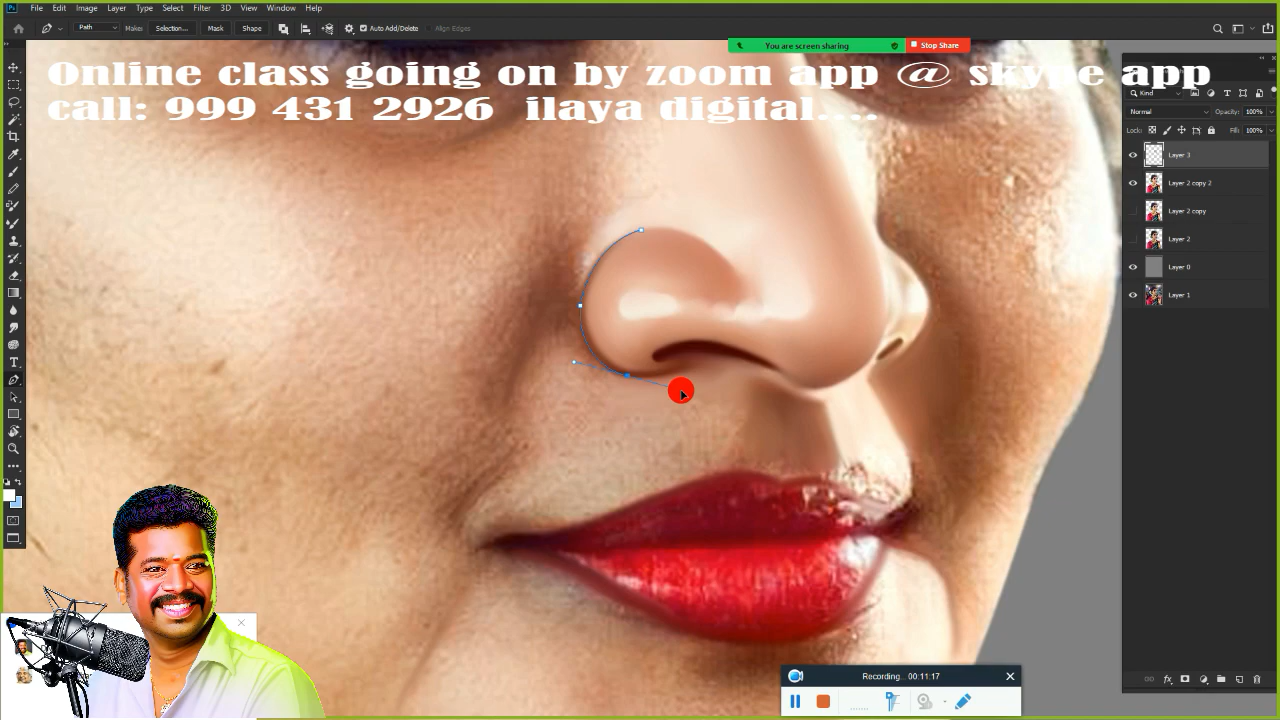 File Edit Image Layer Type Select Filter 3D View Window Help
Path Makes Selection... Mask Shape Auto Add/Delete Align Edges
You are screen sharing Stop Share
Online class going on by zoom app @ skype app
call: 999 431 2926 ilaya digital....
Kind
Normal Opacity: 100%
Lock: Fill: 100%
Layer 3
Layer 2 copy 2
Layer 2 copy
Layer 2
Layer 0
Layer 1
Recording... 00:11:17